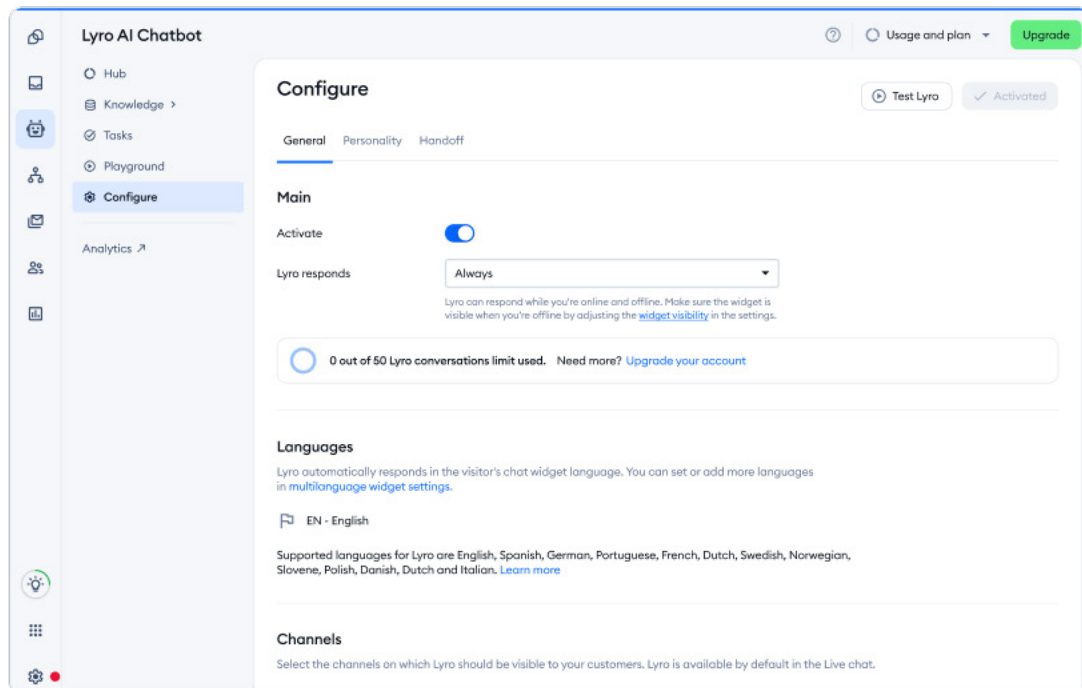 Lyro AI Chatbot
Usage and plan
Upgrade
Hub
Knowledge
Tasks
Playground
Configure
Analytics
Configure
Test Lyro
Activated
General Personality Handoff
Main
Activate
Lyro responds
Always
Lyro can respond while you're online and offline. Make sure the widget is
visible when you're offline by adjusting the widget visibility in the settings.
0 out of 50 Lyro conversations limit used. Need more? Upgrade your account
Languages
Lyro automatically responds in the visitor's chat widget language. You can set or add more languages
in multilanguage widget settings.
EN - English
Supported languages for Lyro are English, Spanish, German, Portuguese, French, Dutch, Swedish, Norwegian,
Slovene, Polish, Danish, Dutch and Italian. Learn more
Channels
Select the channels on which Lyro should be visible to your customers. Lyro is available by default in the Live chat.